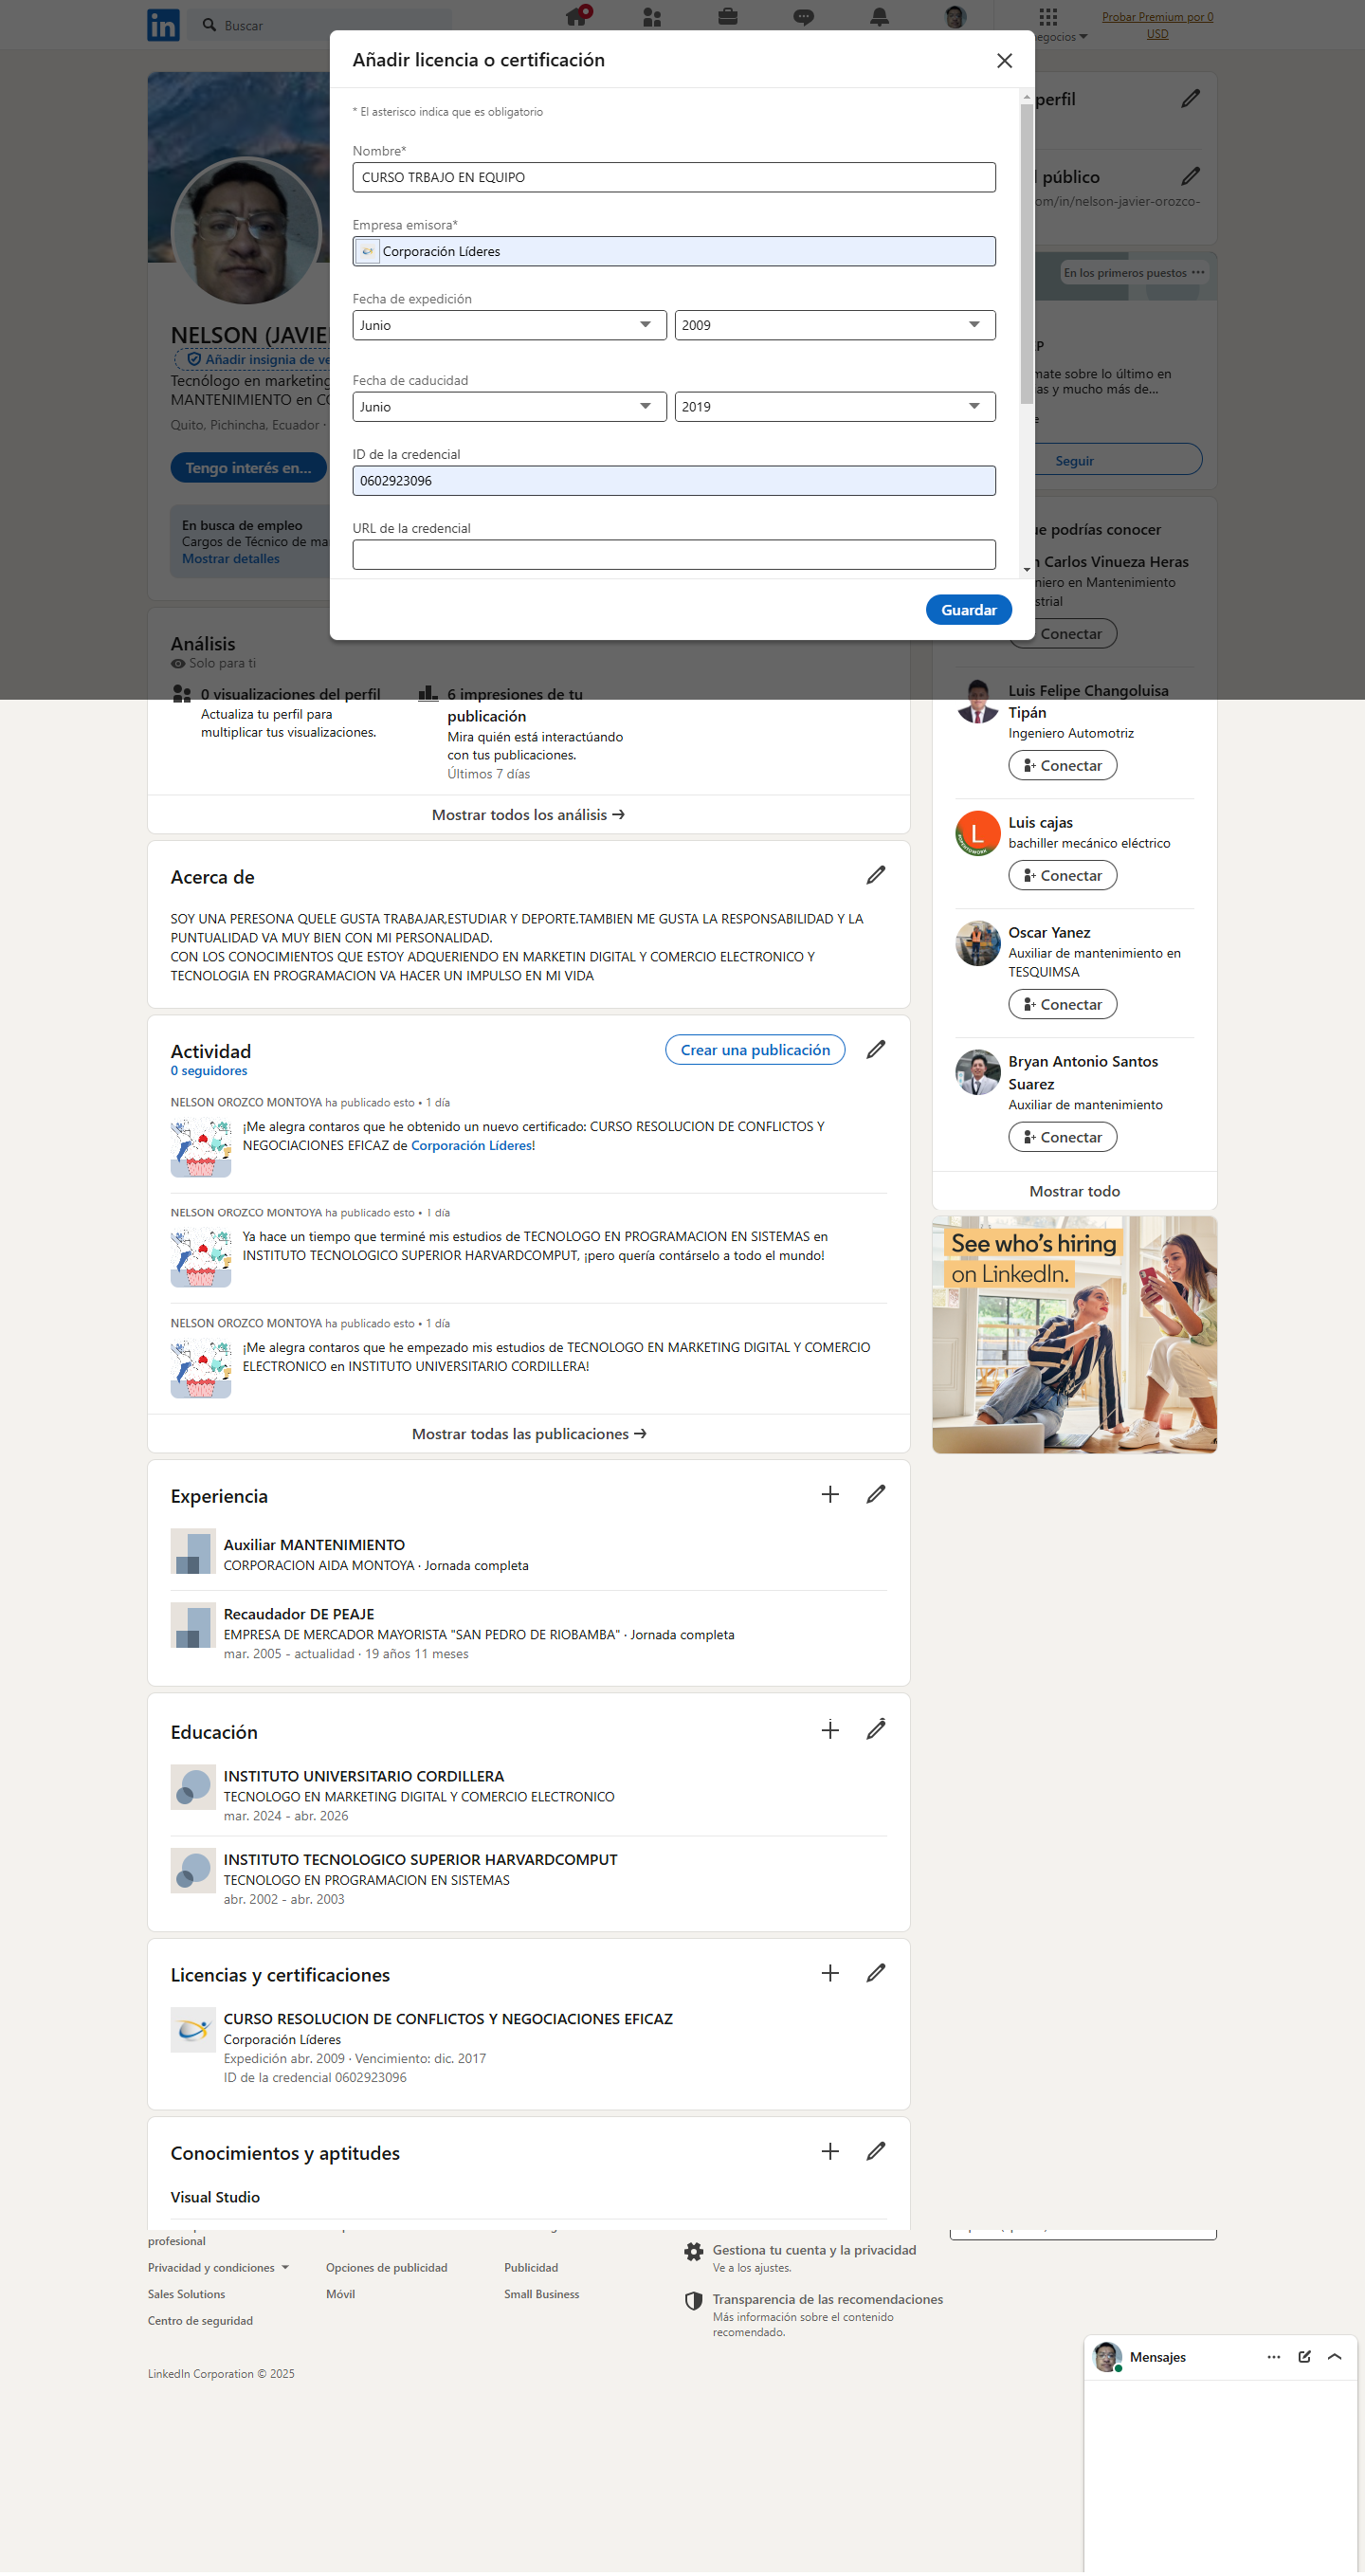 in
Buscar
negocios
Probar Premium por 0
USD
Añadir licencia o certificación
* El asterisco indica que es obligatorio
Nombre*
CURSO TRBAJO EN EQUIPO
Empresa emisora*
Corporación Líderes
Fecha de expedición
Junio
2009
Fecha de caducidad
Junio
2019
ID de la credencial
0602923096
URL de la credencial
Guardar
NELSON (JAVIE
Añadir insignia de ve
Tecnólogo en marketing
MANTENIMIENTO en CO
Quito, Pichincha, Ecuador ·
Tengo interés en...
En busca de empleo
Cargos de Técnico de ma
Mostrar detalles
perfil
público
om/in/nelson-javier-orozco-
En los primeros puestos
mate sobre lo último en
as y mucho más de...
Seguir
ue podrías conocer
Carlos Vinueza Heras
niero en Mantenimiento
strial
Conectar
Luis Felipe Changoluisa
Tipán
Ingeniero Automotriz
Conectar
Luis cajas
bachiller mecánico eléctrico
Conectar
Oscar Yanez
Auxiliar de mantenimiento en
TESQUIMSA
Conectar
Bryan Antonio Santos
Suarez
Auxiliar de mantenimiento
Conectar
Mostrar todo
See who's hiring
on LinkedIn.
Análisis
Solo para ti
0 visualizaciones del perfil
Actualiza tu perfil para
multiplicar tus visualizaciones.
6 impresiones de tu
publicación
Mira quién está interactúando
con tus publicaciones.
Últimos 7 días
Mostrar todos los análisis →
Acerca de
SOY UNA PERESONA QUELE GUSTA TRABAJAR,ESTUDIAR Y DEPORTE.TAMBIEN ME GUSTA LA RESPONSABILIDAD Y LA
PUNTUALIDAD VA MUY BIEN CON MI PERSONALIDAD.
CON LOS CONOCIMIENTOS QUE ESTOY ADQUERIENDO EN MARKETIN DIGITAL Y COMERCIO ELECTRONICO Y
TECNOLOGIA EN PROGRAMACION VA HACER UN IMPULSO EN MI VIDA
Actividad
0 seguidores
Crear una publicación
NELSON OROZCO MONTOYA ha publicado esto • 1 día
¡Me alegra contaros que he obtenido un nuevo certificado: CURSO RESOLUCION DE CONFLICTOS Y
NEGOCIACIONES EFICAZ de Corporación Líderes!
NELSON OROZCO MONTOYA ha publicado esto • 1 día
Ya hace un tiempo que terminé mis estudios de TECNOLOGO EN PROGRAMACION EN SISTEMAS en
INSTITUTO TECNOLOGICO SUPERIOR HARVARDCOMPUT, ¡pero quería contárselo a todo el mundo!
NELSON OROZCO MONTOYA ha publicado esto • 1 día
¡Me alegra contaros que he empezado mis estudios de TECNOLOGO EN MARKETING DIGITAL Y COMERCIO
ELECTRONICO en INSTITUTO UNIVERSITARIO CORDILLERA!
Mostrar todas las publicaciones →
Experiencia
Auxiliar MANTENIMIENTO
CORPORACION AIDA MONTOYA · Jornada completa
Recaudador DE PEAJE
EMPRESA DE MERCADOR MAYORISTA "SAN PEDRO DE RIOBAMBA" · Jornada completa
mar. 2005 - actualidad · 19 años 11 meses
Educación
INSTITUTO UNIVERSITARIO CORDILLERA
TECNOLOGO EN MARKETING DIGITAL Y COMERCIO ELECTRONICO
mar. 2024 - abr. 2026
INSTITUTO TECNOLOGICO SUPERIOR HARVARDCOMPUT
TECNOLOGO EN PROGRAMACION EN SISTEMAS
abr. 2002 - abr. 2003
Licencias y certificaciones
CURSO RESOLUCION DE CONFLICTOS Y NEGOCIACIONES EFICAZ
Corporación Líderes
Expedición abr. 2009 · Vencimiento: dic. 2017
ID de la credencial 0602923096
Conocimientos y aptitudes
Visual Studio
profesional
Privacidad y condiciones
Opciones de publicidad
Publicidad
Sales Solutions
Móvil
Small Business
Centro de seguridad
Gestiona tu cuenta y la privacidad
Ve a los ajustes.
Transparencia de las recomendaciones
Más información sobre el contenido
recomendado.
LinkedIn Corporation © 2025
Mensajes